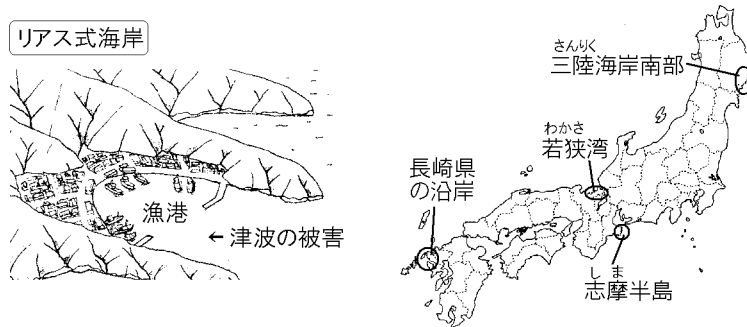 リアス式海岸
漁港
←津波の被害
さんりく
三陸海岸南部
わかさ
若狭湾
長崎県
の沿岸
しま
志摩半島